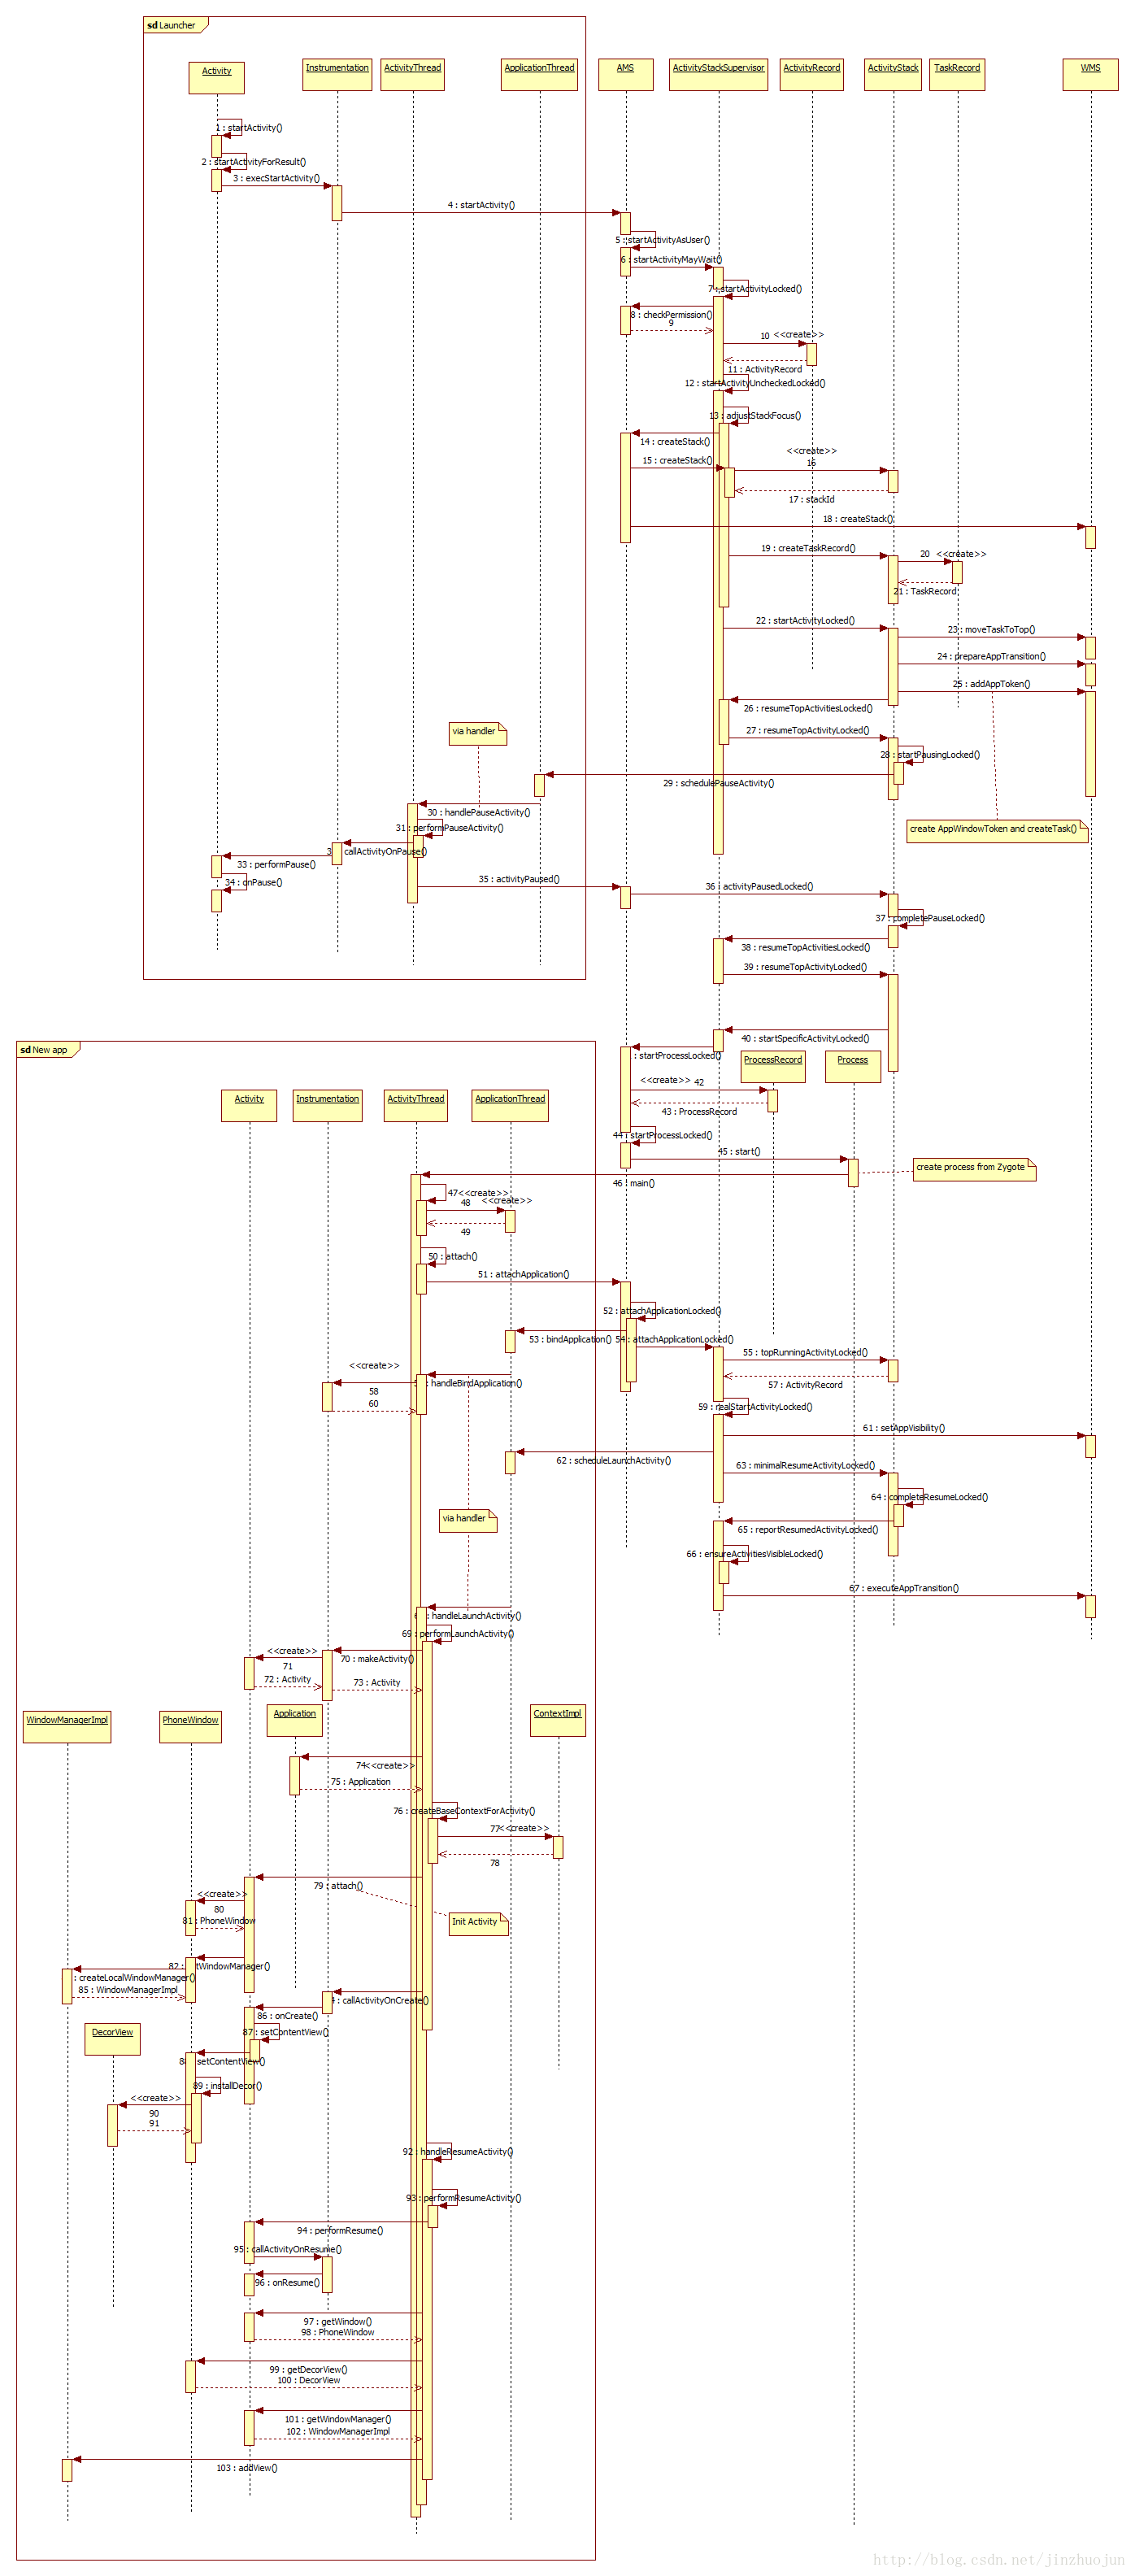 sd Launcher
Activity
Instrumentation
ActivityThread
ApplicationThread
AMS
ActivityStackSupervisor
ActivityRecord
ActivityStack
TaskRecord
WMS
1 : startActivity()
2 : startActivityForResult()
3 : execStartActivity()
4 : startActivity()
5 : startActivityAsUser()
6 : startActivityMayWait()
7 : startActivityLocked()
8 : checkPermission()
9
10 <<create>>
11 : ActivityRecord
12 : startActivityUncheckedLocked()
13 : adjustStackFocus()
14 : createStack()
<<create>>
15 : createStack()
16
17 : stackId
18 : createStack()
19 : createTaskRecord()
20 <<create>>
21 : TaskRecord
22 : startActivityLocked()
23 : moveTaskToTop()
24 : prepareAppTransition()
25 : addAppToken()
26 : resumeTopActivitiesLocked()
via handler
27 : resumeTopActivityLocked()
28 : startPausingLocked()
29 : schedulePauseActivity()
30 : handlePauseActivity()
31 : performPauseActivity()
create AppWindowToken and createTask()
callActivityOnPause()
33 : performPause()
34 : onPause()
35 : activityPaused()
36 : activityPausedLocked()
37 : completePauseLocked()
38 : resumeTopActivitiesLocked()
39 : resumeTopActivityLocked()
40 : startSpecificActivityLocked()
sd New app
: startProcessLocked()
ProcessRecord
Process
<<create>> 42
Activity
Instrumentation
ActivityThread
ApplicationThread
43 : ProcessRecord
44 : startProcessLocked()
45 : start()
create process from Zygote
46 : main()
47 <<create>>
48 <<create>>
49
50 : attach()
51 : attachApplication()
52 : attachApplicationLocked()
53 : bindApplication()
54 : attachApplicationLocked()
55 : topRunningActivityLocked()
<<create>>
: handleBindApplication()
57 : ActivityRecord
58
60
59 : realStartActivityLocked()
61 : setAppVisibility()
62 : scheduleLaunchActivity()
63 : minimalResumeActivityLocked()
64 : completeResumeLocked()
via handler
65 : reportResumedActivityLocked()
66 : ensureActivitiesVisibleLocked()
67 : executeAppTransition()
: handleLaunchActivity()
69 : performLaunchActivity()
<<create>>
70 : makeActivity()
71
72 : Activity
73 : Activity
WindowManagerImpl
PhoneWindow
Application
ContextImpl
74 <<create>>
75 : Application
76 : createBaseContextForActivity()
77 <<create>>
78
79 : attach()
<<create>>
80
81 : PhoneWindow
Init Activity
82 : tWindowManager()
: createLocalWindowManager()
85 : WindowManagerImpl
: callActivityOnCreate()
86 : onCreate()
DecorView
87 : setContentView()
setContentView()
89 : installDecor()
<<create>>
90
91
92 : handleResumeActivity()
93 : performResumeActivity()
94 : performResume()
95 : callActivityOnResume()
96 : onResume()
97 : getWindow()
98 : PhoneWindow
99 : getDecorView()
100 : DecorView
101 : getWindowManager()
102 : WindowManagerImpl
103 : addView()
http://blog.csdn.net/jinzhuojun